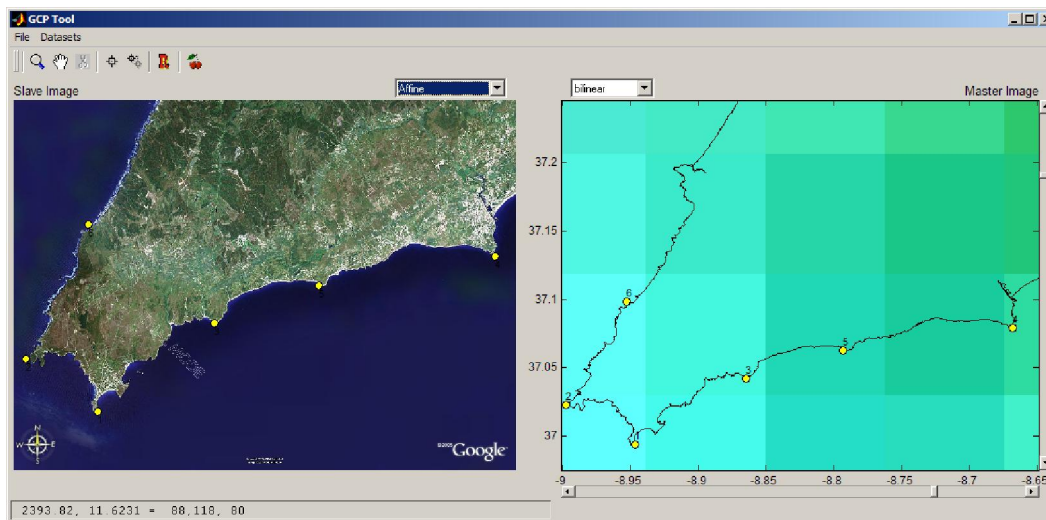 GCP Tool
File Datasets
Slave Image
Affine
bilinear
Master Image
N
W E
S
©2005 Google
37.2
37.15
37.1
37.05
37
6
4
5
3
2
1
-9 -8.95 -8.9 -8.85 -8.8 -8.75 -8.7 -8.65
2393.82, 11.6231 = 88,118, 80